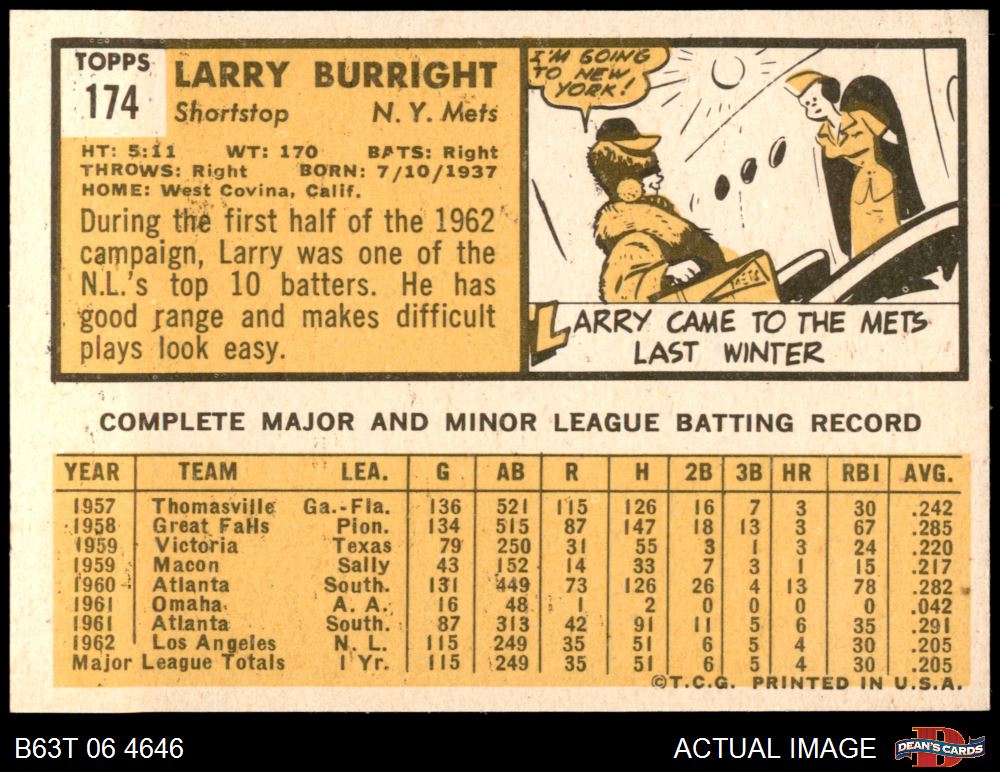 TOPPS
174
LARRY BURRIGHT
Shortstop N. Y. Mets
HT: 5:11 WT: 170 BATS: Right
THROWS: Right BORN: 7/10/1937
HOME: West Covina, Calif.
During the first half of the 1962
campaign, Larry was one of the
N.L.'s top 10 batters. He has
good range and makes difficult
plays look easy.
I'M GOING
TO NEW
YORK!
METS
LARRY CAME TO THE METS
LAST WINTER
COMPLETE MAJOR AND MINOR LEAGUE BATTING RECORD
YEAR TEAM LEA. G AB R H 2B 3B HR RBI AVG.
1957 Thomasville Ga.-Fla. 136 521 115 126 16 7 3 30 .242
1958 Great Falls Pion. 134 515 87 147 18 13 3 67 .285
1959 Victoria Texas 79 250 31 55 3 1 3 24 .220
1959 Macon Sally 43 152 14 33 7 3 1 15 .217
1960 Atlanta South. 131 449 73 126 26 4 13 78 .282
1961 Omaha A. A. 16 48 1 2 0 0 0 0 .042
1961 Atlanta South. 87 313 42 91 11 5 6 35 .291
1962 Los Angeles N. L. 115 249 35 51 6 5 4 30 .205
Major League Totals 1 Yr. 115 249 35 51 6 5 4 30 .205
©T.C.G. PRINTED IN U.S.A.
B63T 06 4646 ACTUAL IMAGE
D
DEAN'S CARDS